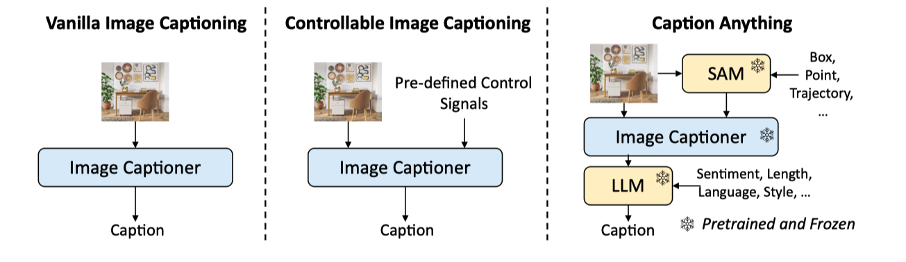 Vanilla Image Captioning
Image Captioner
Caption
Controllable Image Captioning
Pre-defined Control
Signals
Image Captioner
Caption
Caption Anything
SAM
Box,
Point,
Trajectory,
...
Image Captioner
LLM
Sentiment, Length,
Language, Style, ...
Caption
Pretrained and Frozen